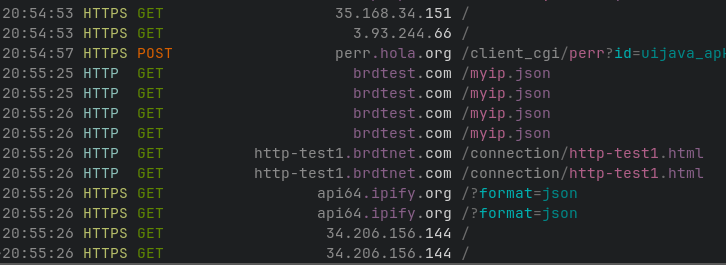 20:54:53 HTTPS GET 35.168.34.151 /
20:54:53 HTTPS GET 3.93.244.66 /
20:54:57 HTTPS POST perr.hola.org /client_cgi/perr?id=uijava_apk
20:55:25 HTTP GET brdtest.com /myip.json
20:55:25 HTTP GET brdtest.com /myip.json
20:55:26 HTTP GET brdtest.com /myip.json
20:55:26 HTTP GET brdtest.com /myip.json
20:55:26 HTTP GET http-test1.brdtnet.com /connection/http-test1.html
20:55:26 HTTP GET http-test1.brdtnet.com /connection/http-test1.html
20:55:26 HTTPS GET api64.ipify.org /?format=json
20:55:26 HTTPS GET api64.ipify.org /?format=json
20:55:26 HTTPS GET 34.206.156.144 /
20:55:26 HTTPS GET 34.206.156.144 /